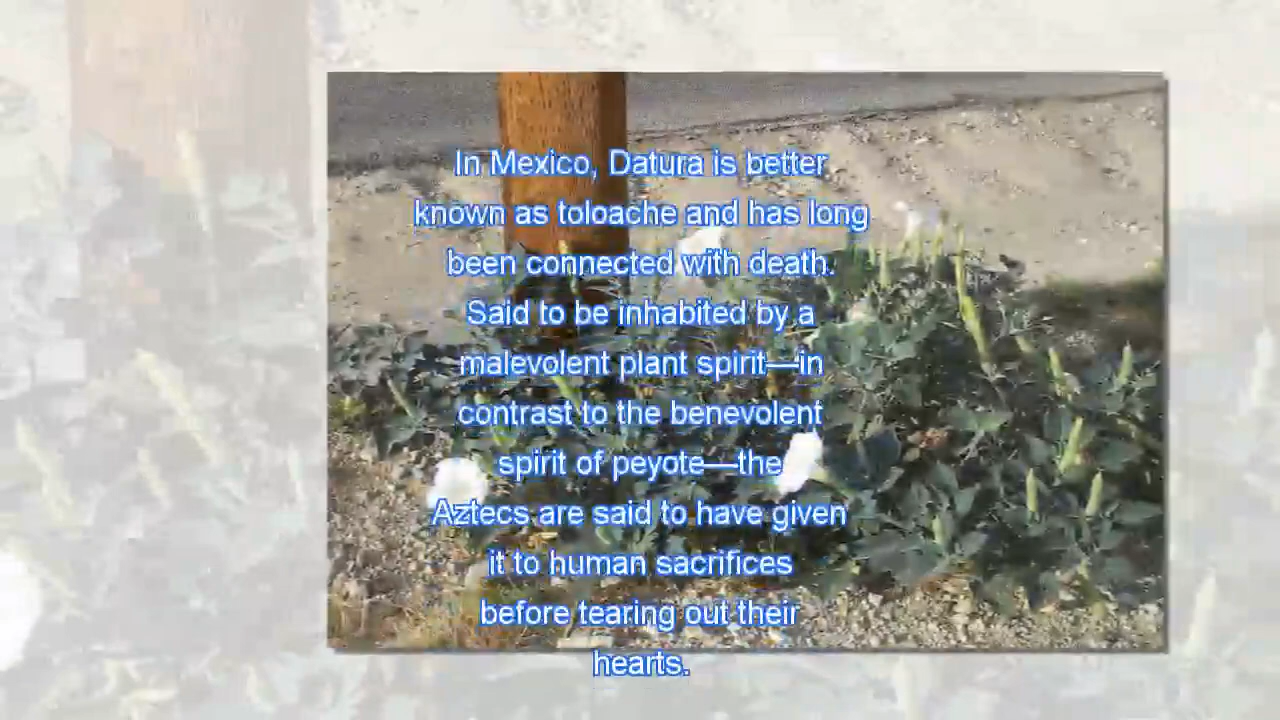 In Mexico, Datura is better
known as toloache and has long
been connected with death.
Said to be inhabited by a
malevolent plant spirit—in
contrast to the benevolent
spirit of peyote—the
Aztecs are said to have given
it to human sacrifices
before tearing out their
hearts.